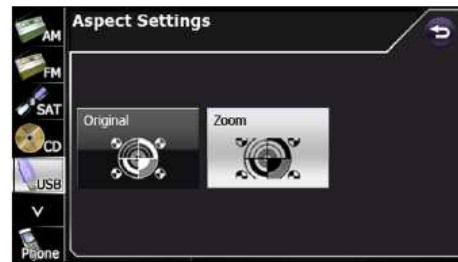 Aspect Settings
AM
FM
SAT
CD
USB
Phone
Original
Zoom